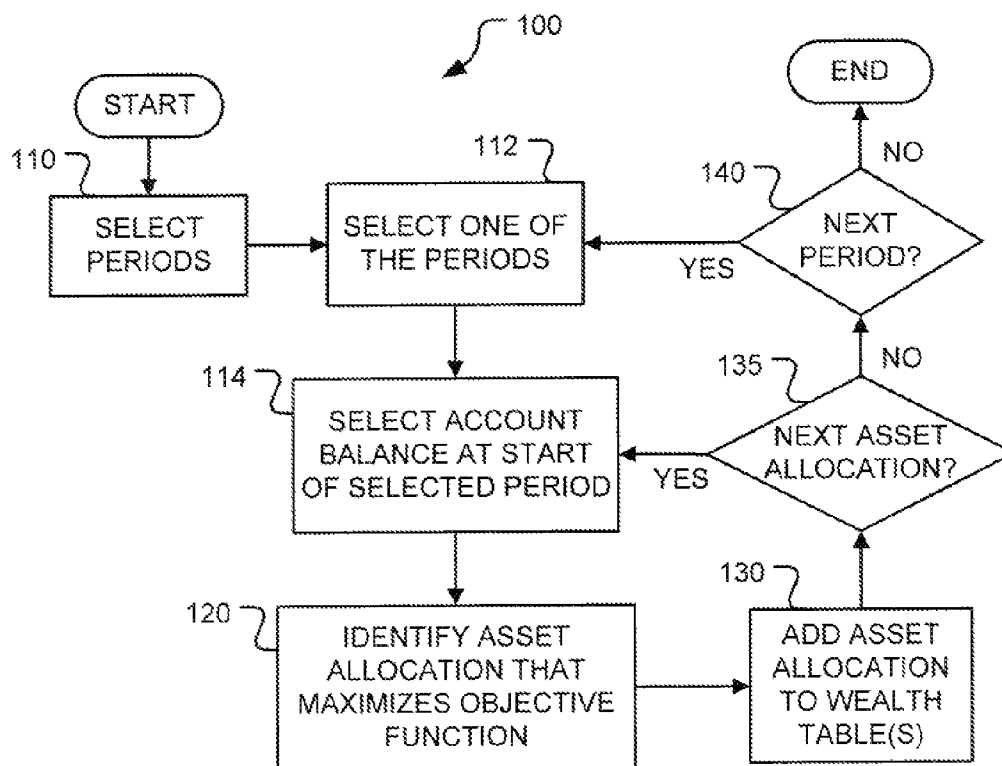 100
START
END
110
112
140
NO
SELECT
PERIODS
SELECT ONE OF
THE PERIODS
NEXT
PERIOD?
YES
114
135
NO
SELECT ACCOUNT
BALANCE AT START
OF SELECTED PERIOD
NEXT ASSET
ALLOCATION?
YES
120
130
IDENTIFY ASSET
ALLOCATION THAT
MAXIMIZES OBJECTIVE
FUNCTION
ADD ASSET
ALLOCATION
TO WEALTH
TABLE(S)